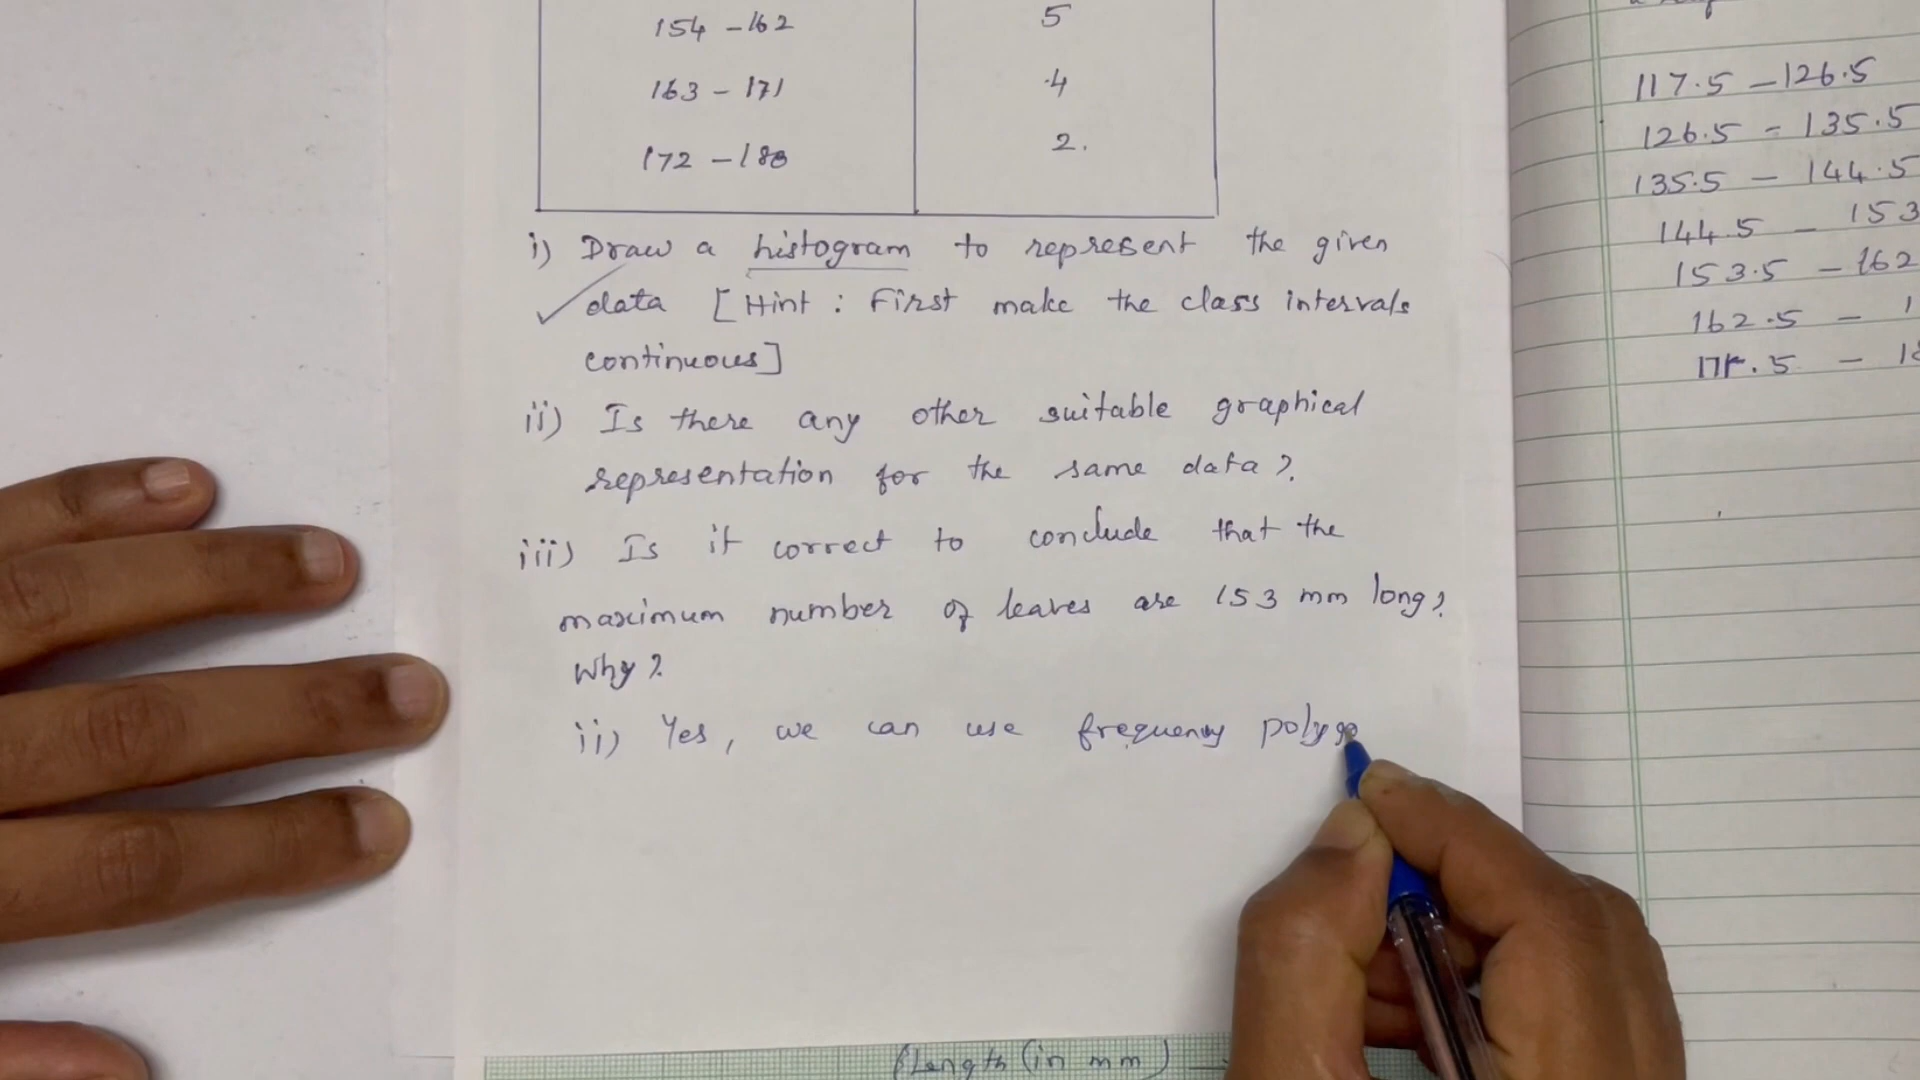 154 - 162 5
163 - 171 4
172 - 180 2.
i) Draw a histogram to represent the given
data [Hint : First make the class intervals
continuous]
ii) Is there any other suitable graphical
representation for the same data ?
iii) Is it correct to conclude that the
maximum number of leaves are 153 mm long?
Why ?
ii) Yes, we can use frequency polygo
(Length (in mm)
117.5 - 126.5
126.5 - 135.5
135.5 - 144.5
144.5 - 153
153.5 - 162
162.5 -
171.5 -